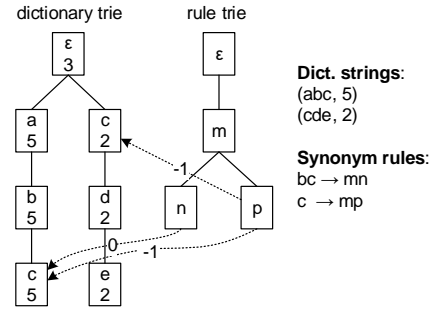 dictionary trie
rule trie
ε
3
ε
a
5
c
2
m
b
5
d
2
n
p
c
5
e
2
-1
0
-1
Dict. strings:
(abc, 5)
(cde, 2)
Synonym rules:
bc → mn
c → mp